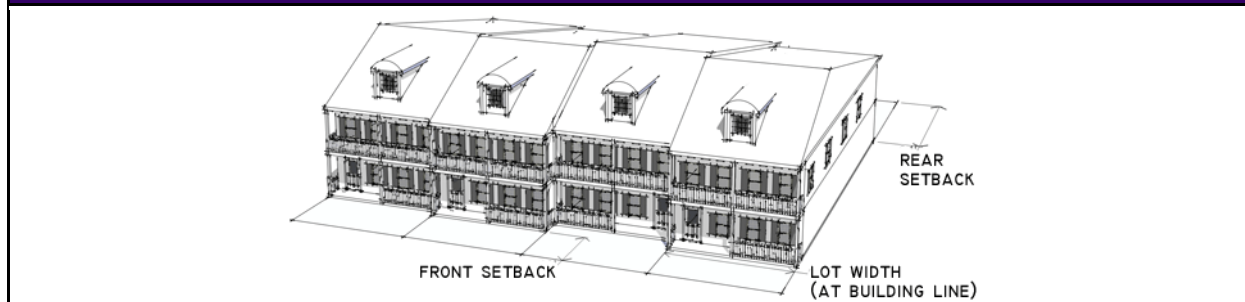 REAR
SETBACK
FRONT SETBACK
LOT WIDTH
(AT BUILDING LINE)